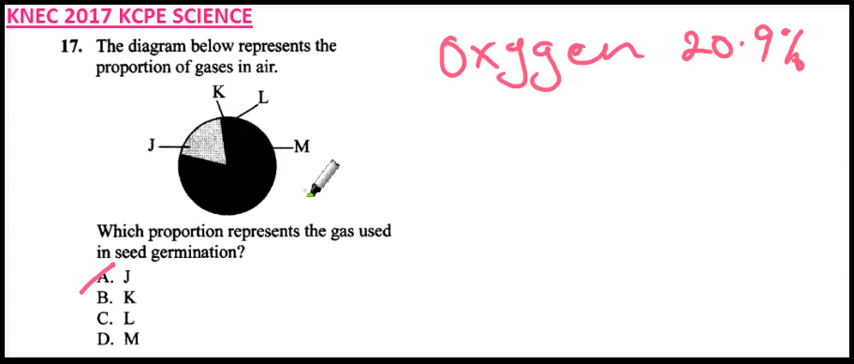 KNEC 2017 KCPE SCIENCE
Oxygen 20.9%
17. The diagram below represents the
proportion of gases in air.
K
L
J
M
Which proportion represents the gas used
in seed germination?
A. J
B. K
C. L
D. M